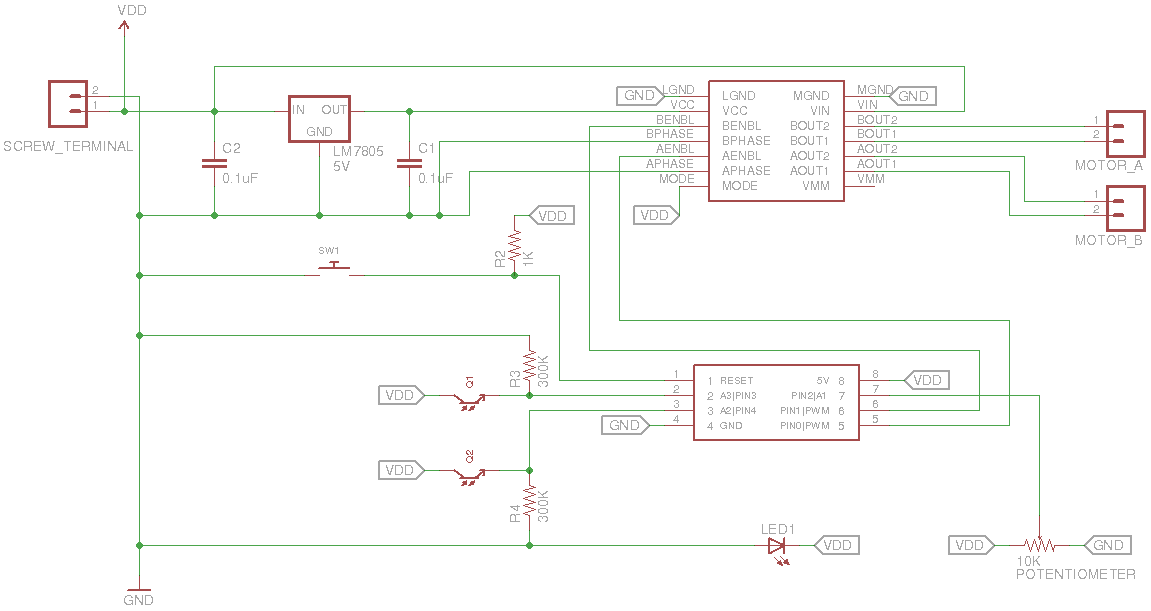 VDD
2
1
SCREW_TERMINAL
C2
0.1uF
IN OUT
GND
LM7805
5V
C1
0.1uF
GND
LGND
VCC
BENBL
BPHASE
AENBL
APHASE
MODE
VDD
LGND
VCC
BENBL
BPHASE
AENBL
APHASE
MODE
MGND
VIN
BOUT2
BOUT1
AOUT2
AOUT1
VMM
MGND
VIN
BOUT2
BOUT1
AOUT2
AOUT1
VMM
GND
1
2
MOTOR_A
1
2
MOTOR_B
VDD
R2
1K
SW1
R3
300K
VDD
Q1
VDD
Q2
R4
300K
GND
1
2
3
4
1 RESET
2 A3|PIN3
3 A2|PIN4
4 GND
5V 8
PIN2|A1 7
PIN1|PWM 6
PIN0|PWM 5
8
7
6
5
VDD
LED1
VDD
VDD
GND
10K
POTENTIOMETER
GND